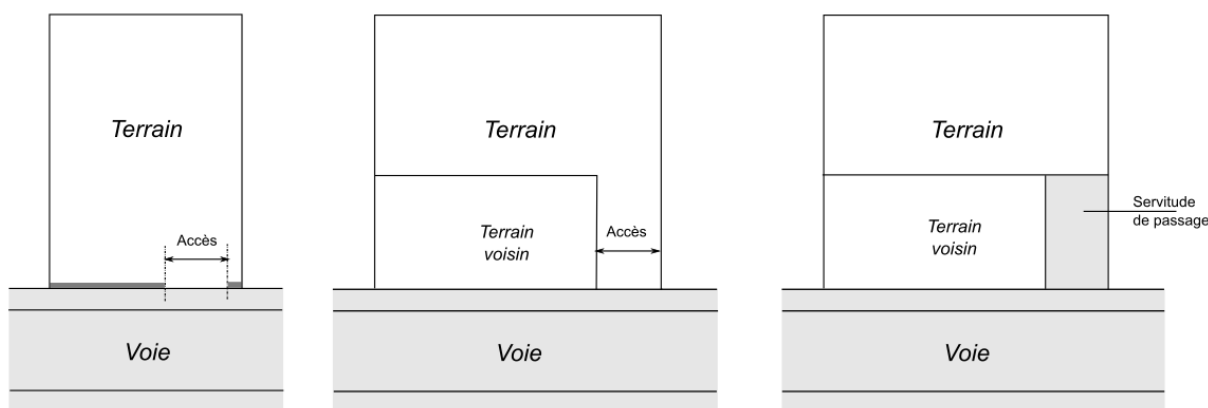 Terrain
Accès
Voie
Terrain
Terrain
voisin
Accès
Voie
Terrain
Terrain
voisin
Servitude
de passage
Voie